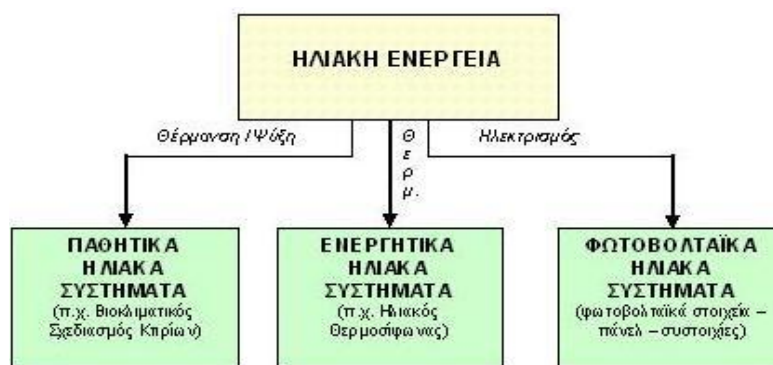 ΗΛΙΑΚΗ ΕΝΕΡΓΕΙΑ
Θέρμανση / Ψύξη
Θερμ.
Ηλεκτρισμός
ΠΑΘΗΤΙΚΑ
ΗΛΙΑΚΑ
ΣΥΣΤΗΜΑΤΑ
(π.χ. Βιοκλιματικός
Σχεδιασμός Κτιρίων)
ΕΝΕΡΓΗΤΙΚΑ
ΗΛΙΑΚΑ
ΣΥΣΤΗΜΑΤΑ
(π.χ. Ηλιακός
Θερμοσίφωνας)
ΦΩΤΟΒΟΛΤΑΪΚΑ
ΗΛΙΑΚΑ
ΣΥΣΤΗΜΑΤΑ
(φωτοβολταϊκά στοιχεία –
πάνελ – συστοιχίες)